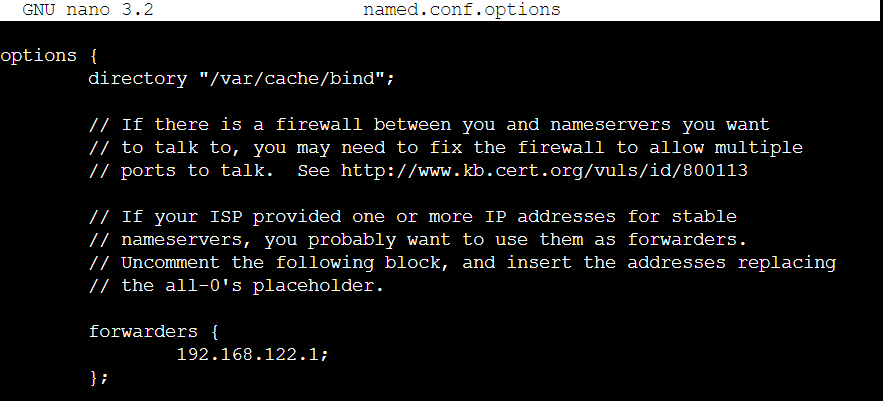 GNU nano 3.2 named.conf.options
options {
directory "/var/cache/bind";
// If there is a firewall between you and nameservers you want
// to talk to, you may need to fix the firewall to allow multiple
// ports to talk.  See http://www.kb.cert.org/vuls/id/800113
// If your ISP provided one or more IP addresses for stable
// nameservers, you probably want to use them as forwarders.
// Uncomment the following block, and insert the addresses replacing
// the all-0's placeholder.
forwarders {
192.168.122.1;
};